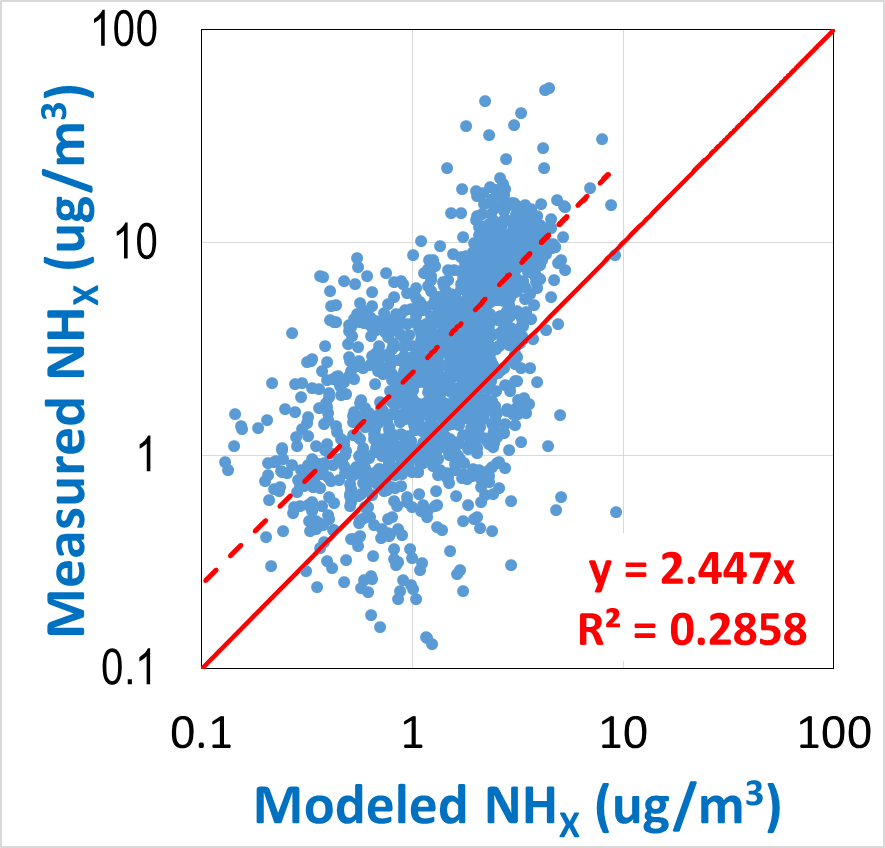 100
10
1
0.1
Measured NHX (ug/m³)
y = 2.447x
R² = 0.2858
0.1 1 10 100
Modeled NHX (ug/m³)